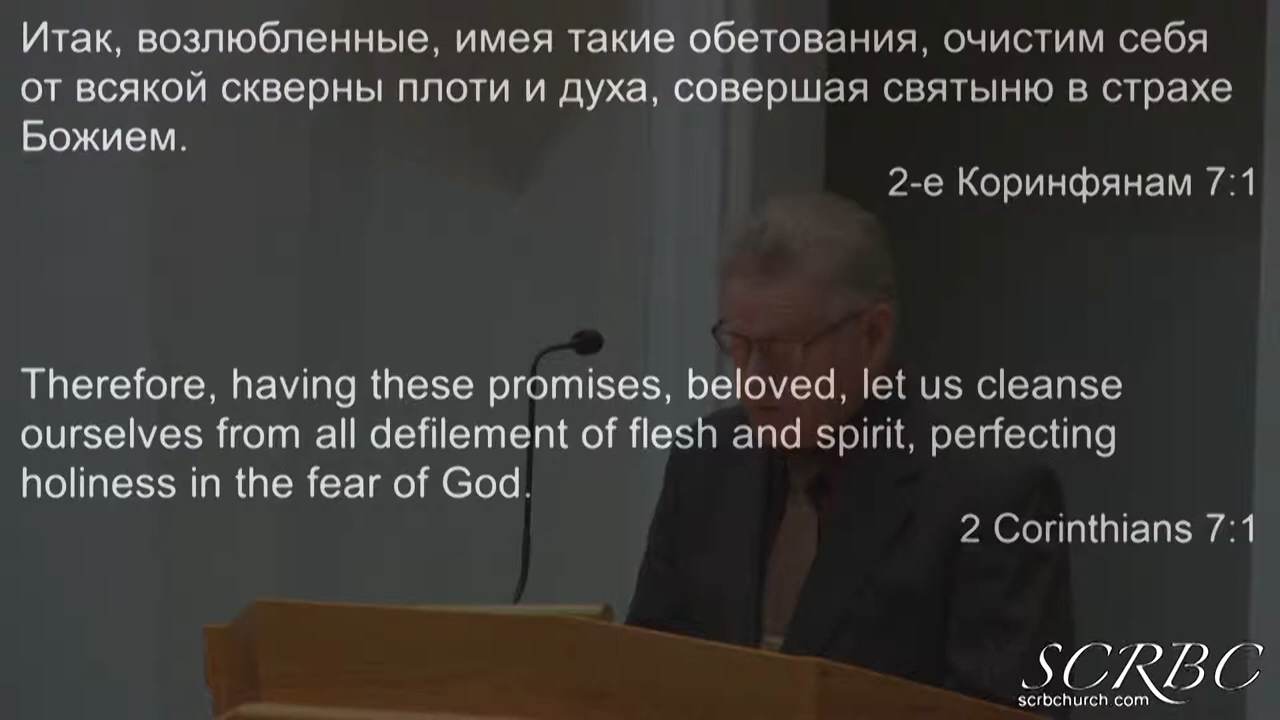 Итак, возлюбленные, имея такие обетования, очистим себя
от всякой скверны плоти и духа, совершая святыню в страхе
Божием.
2-е Коринфянам 7:1
Therefore, having these promises, beloved, let us cleanse
ourselves from all defilement of flesh and spirit, perfecting
holiness in the fear of God.
2 Corinthians 7:1
SCRBC
scrbchurch.com